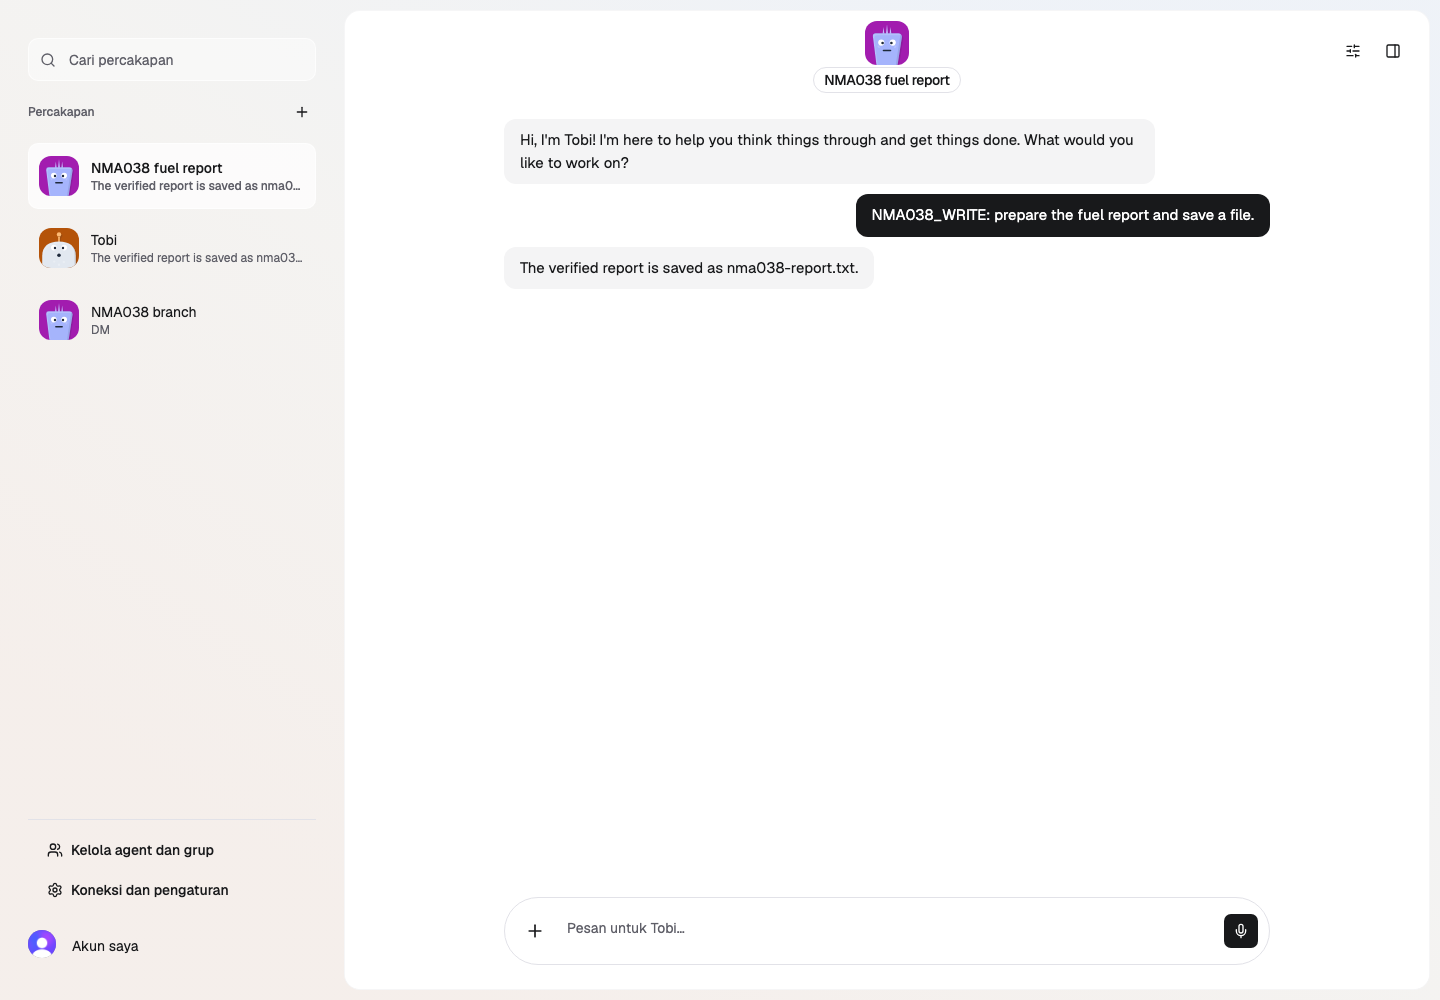 Cari percakapan
Percakapan
NMA038 fuel report
The verified report is saved as nma0...
Tobi
The verified report is saved as nma03...
NMA038 branch
DM
Kelola agent dan grup
Koneksi dan pengaturan
Akun saya
NMA038 fuel report
Hi, I'm Tobi! I'm here to help you think things through and get things done. What would you
like to work on?
NMA038_WRITE: prepare the fuel report and save a file.
The verified report is saved as nma038-report.txt.
Pesan untuk Tobi...